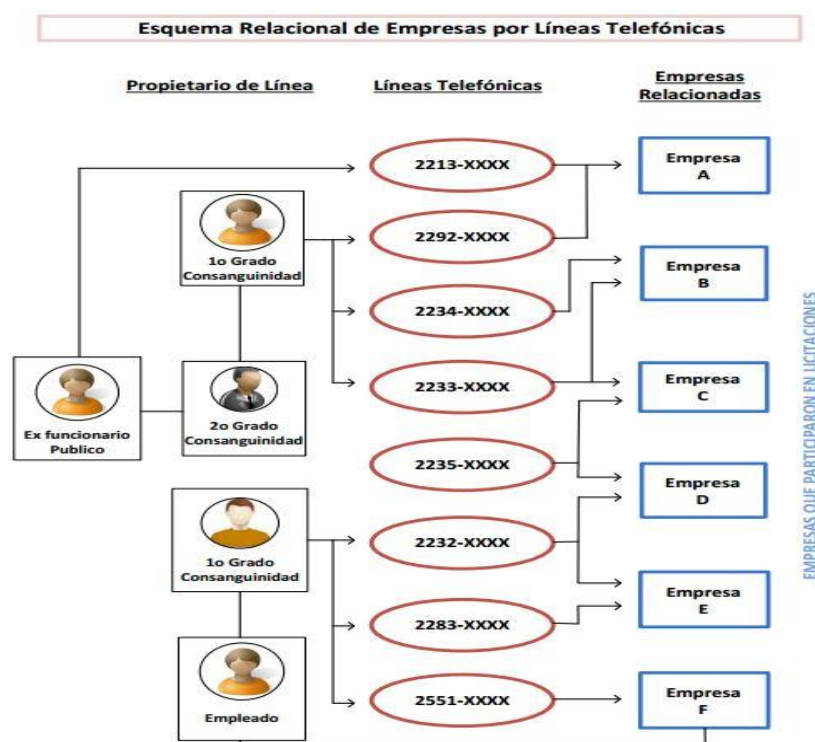 Esquema Relacional de Empresas por Líneas Telefónicas
Propietario de Línea
Líneas Telefónicas
Empresas
Relacionadas
2213-XXXX
Empresa
A
1o Grado
Consanguinidad
2292-XXXX
2234-XXXX
Empresa
B
Ex funcionario
Publico
2o Grado
Consanguinidad
2233-XXXX
Empresa
C
2235-XXXX
Empresa
D
1o Grado
Consanguinidad
2232-XXXX
2283-XXXX
Empresa
E
Empleado
2551-XXXX
Empresa
F
EMPRESAS QUE PARTICIPARON EN LICITACIONES